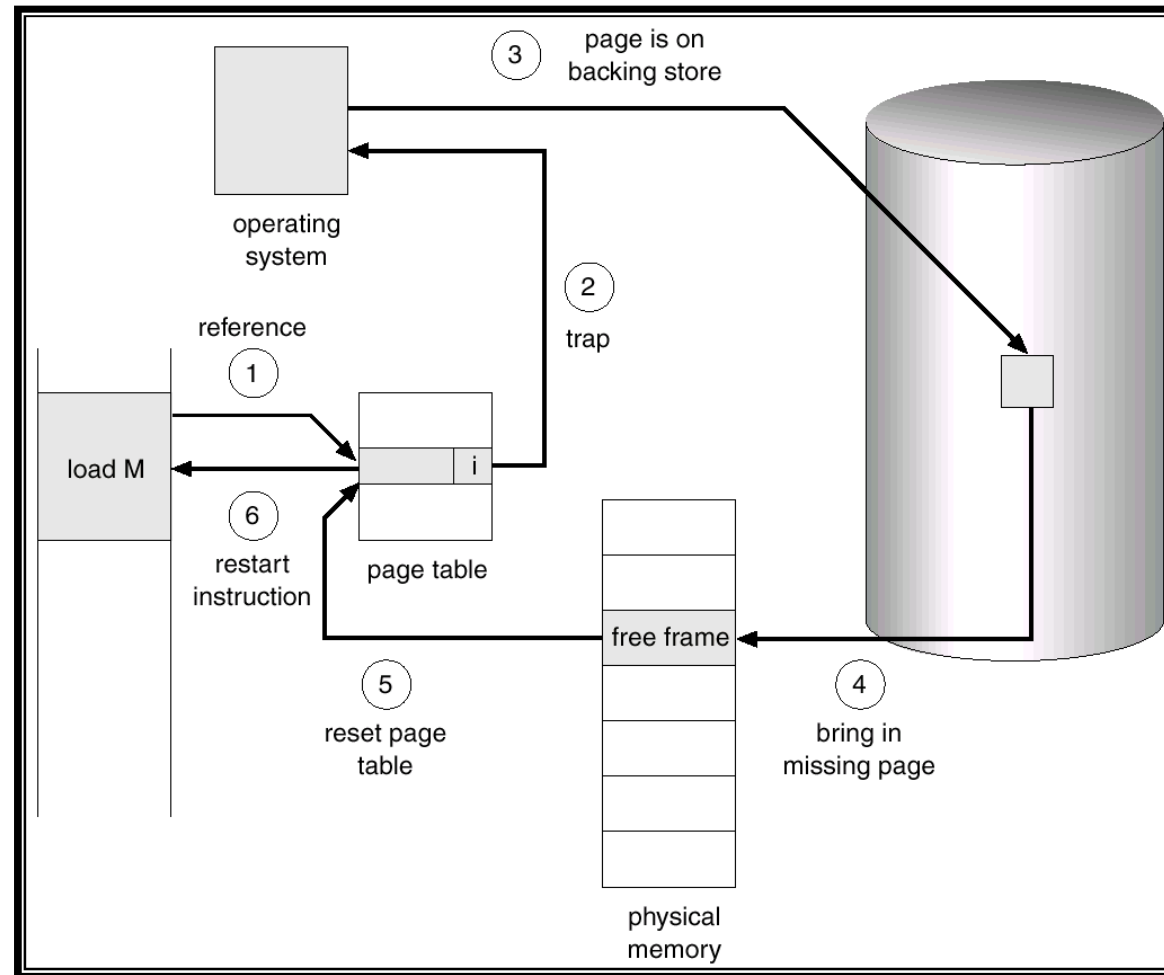 3
page is on
backing store
operating
system
2
trap
reference
1
load M
i
6
restart
instruction
page table
free frame
5
reset page
table
4
bring in
missing page
physical
memory